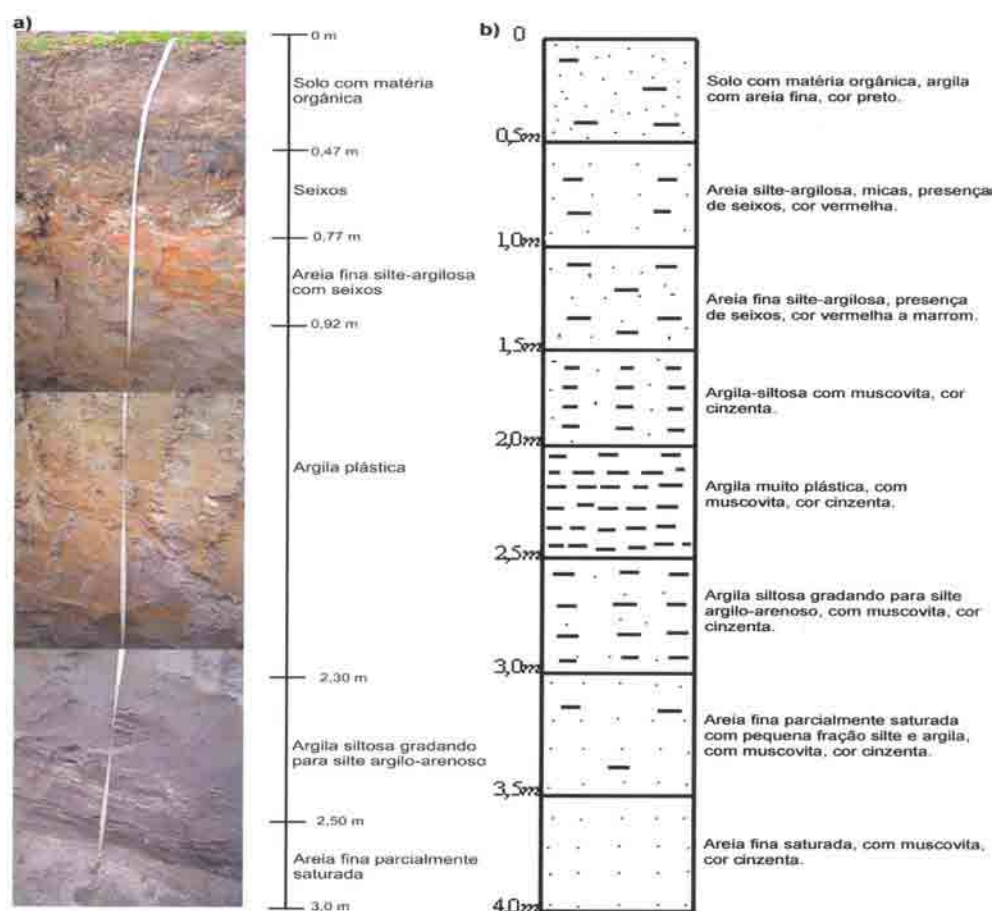 a)
0 m
Solo com matéria
orgânica
0,47 m
Seixos
0,77 m
Areia fina silte-argilosa
com seixos
0,92 m
Argila plástica
2,30 m
Argila siltosa gradando
para silte argilo-arenoso
2,50 m
Areia fina parcialmente
saturada
3,0 m
b)
0
Solo com matéria orgânica, argila
com areia fina, cor preto.
0,5m
Areia silte-argilosa, micas, presença
de seixos, cor vermelha.
1,0m
Areia fina silte-argilosa, presença
de seixos, cor vermelha a marrom.
1,5m
Argila-siltosa com muscovita, cor
cinzenta.
2,0m
Argila muito plástica, com
muscovita, cor cinzenta.
2,5m
Argila siltosa gradando para silte
argilo-arenoso, com muscovita, cor
cinzenta.
3,0m
Areia fina parcialmente saturada
com pequena fração silte e argila,
com muscovita, cor cinzenta.
3,5m
Areia fina saturada, com muscovita,
cor cinzenta.
4,0m